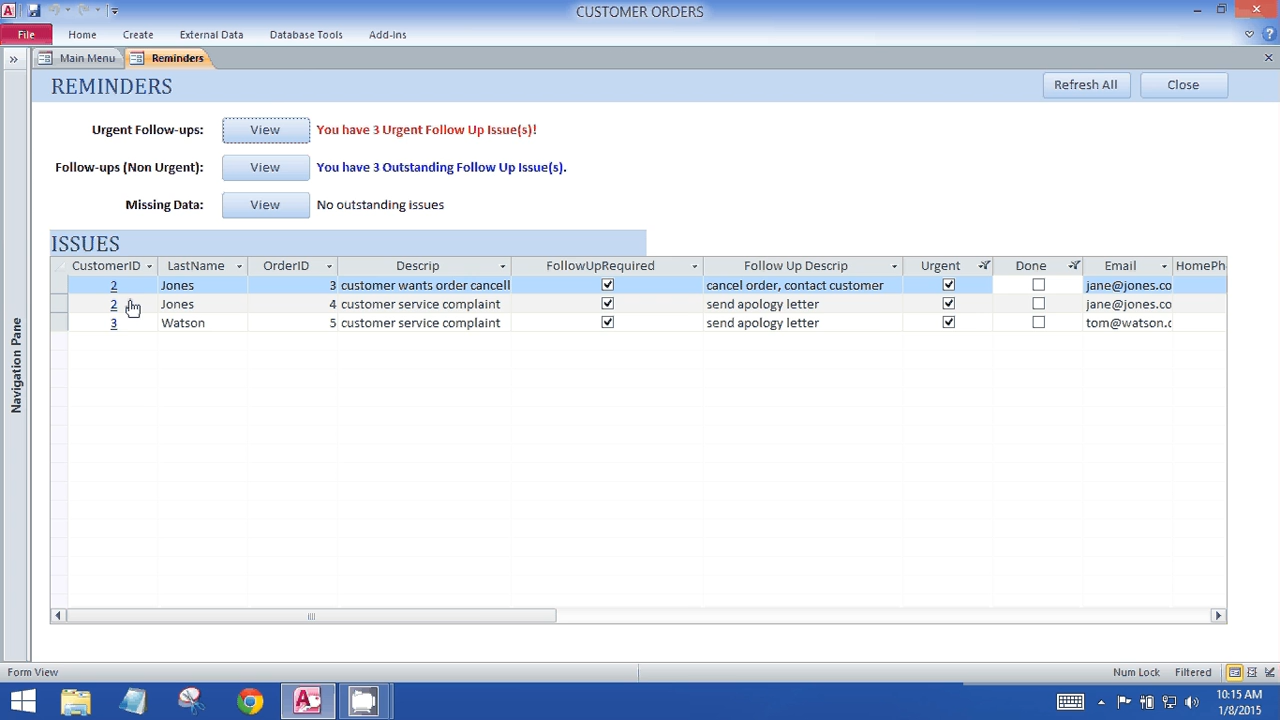 CUSTOMER ORDERS
File Home Create External Data Database Tools Add-Ins
Main Menu Reminders
REMINDERS Refresh All Close
Urgent Follow-ups: View You have 3 Urgent Follow Up Issue(s)!
Follow-ups (Non Urgent): View You have 3 Outstanding Follow Up Issue(s).
Missing Data: View No outstanding issues
ISSUES
CustomerID LastName OrderID Descrip FollowUpRequired Follow Up Descrip Urgent Done Email HomePh
2 Jones 3 customer wants order cancell cancel order, contact customer jane@jones.co
2 Jones 4 customer service complaint send apology letter jane@jones.co
3 Watson 5 customer service complaint send apology letter tom@watson.c
Navigation Pane
Form View Num Lock Filtered
10:15 AM
1/8/2015